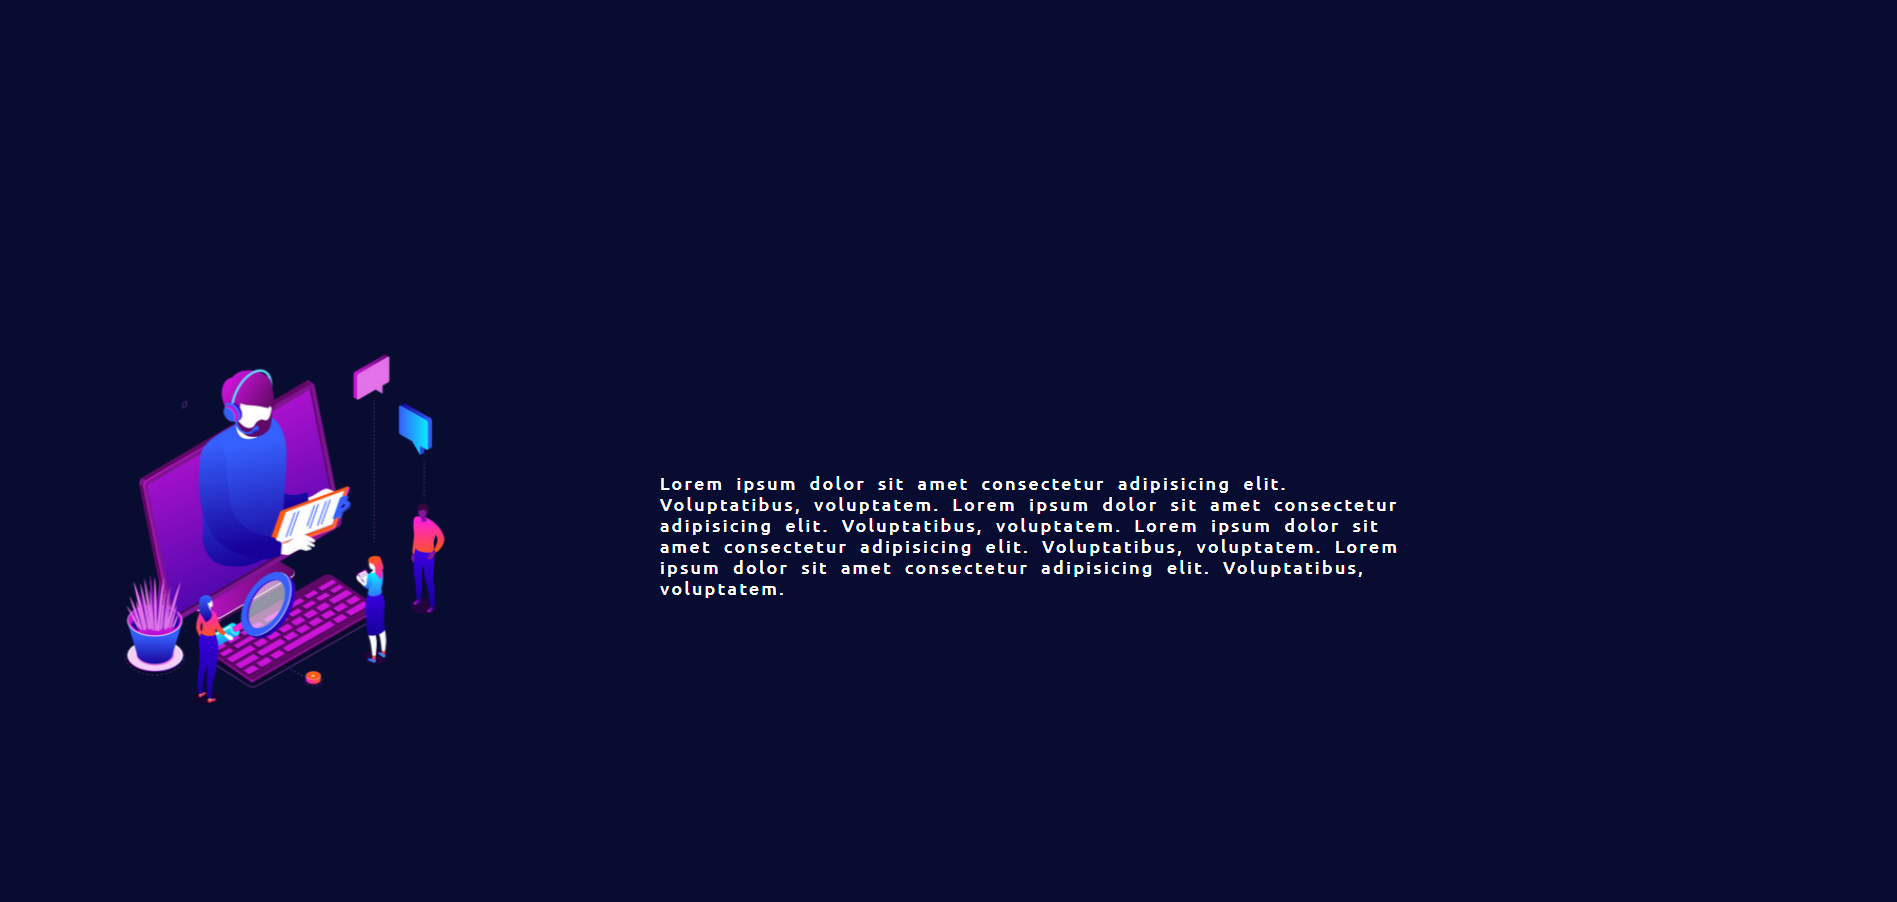 Lorem ipsum dolor sit amet consectetur adipisicing elit.
Voluptatibus, voluptatem. Lorem ipsum dolor sit amet consectetur
adipisicing elit. Voluptatibus, voluptatem. Lorem ipsum dolor sit
amet consectetur adipisicing elit. Voluptatibus, voluptatem. Lorem
ipsum dolor sit amet consectetur adipisicing elit. Voluptatibus,
voluptatem.